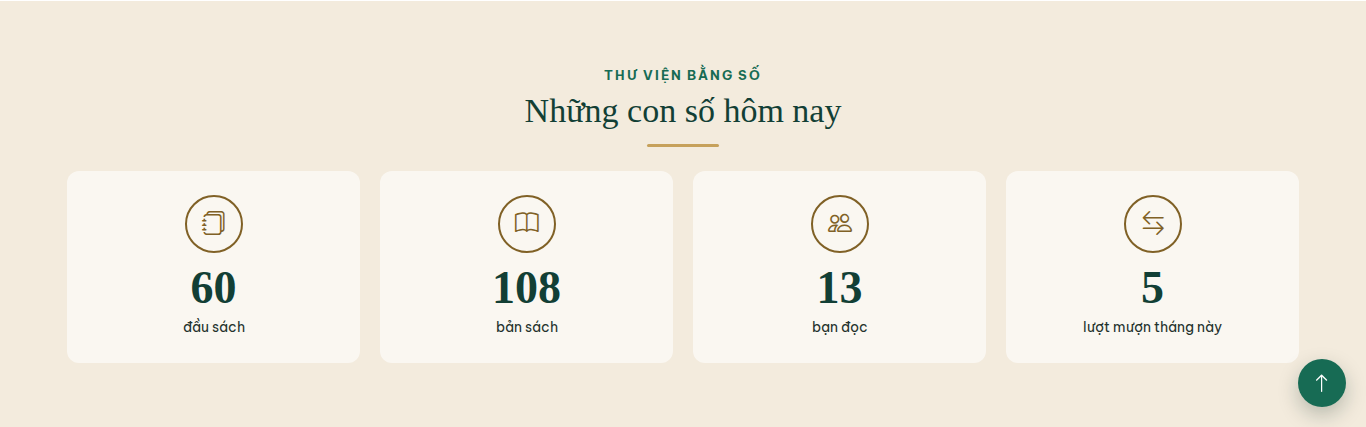 THƯ VIỆN BẰNG SỐ
Những con số hôm nay
60
đầu sách
108
bản sách
13
bạn đọc
5
lượt mượn tháng này